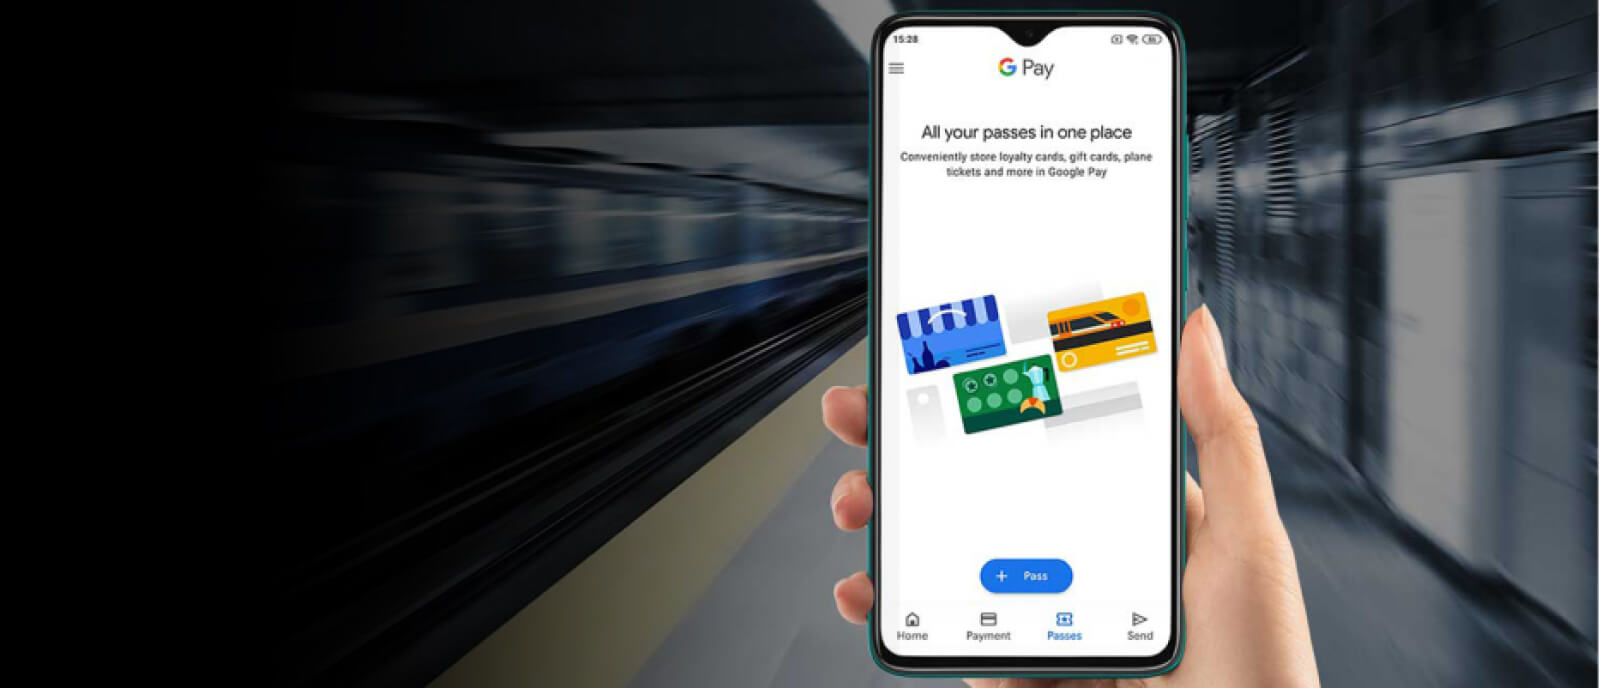 15:28
G Pay
All your passes in one place
Conveniently store loyalty cards, gift cards, plane
tickets and more in Google Pay
+ Pass
Home Payment Passes Send